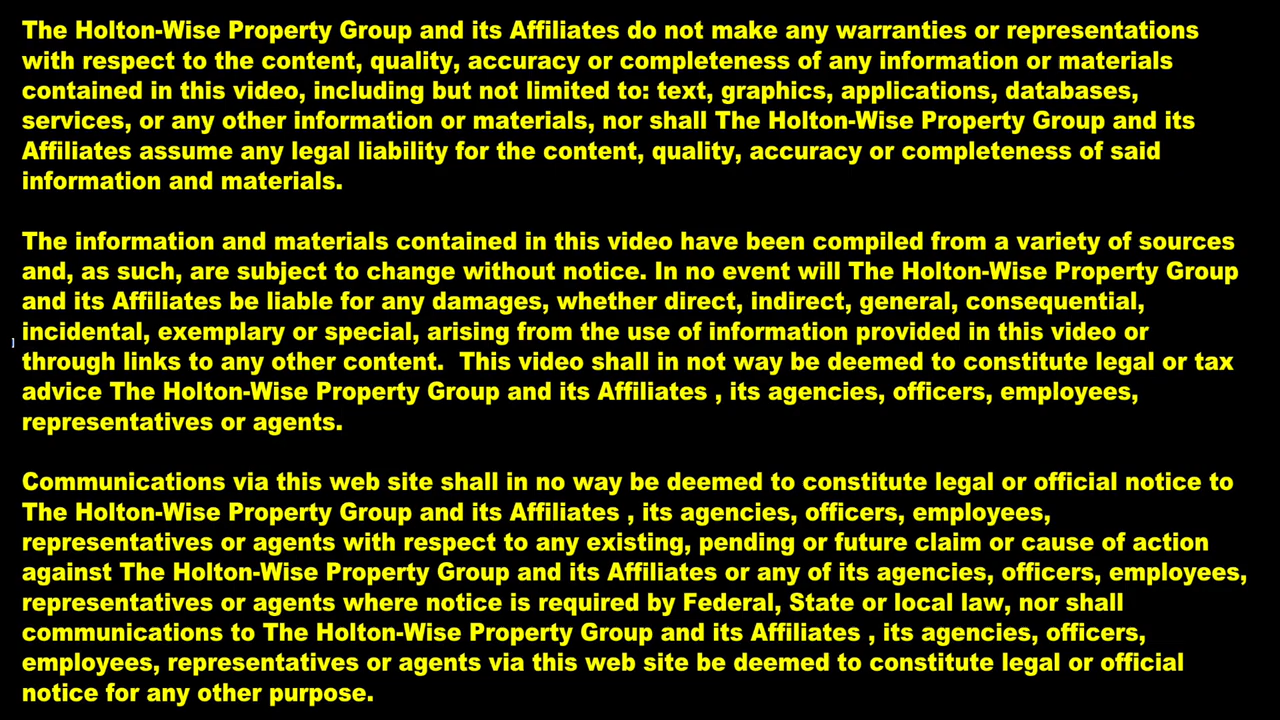 The Holton-Wise Property Group and its Affiliates do not make any warranties or representations
with respect to the content, quality, accuracy or completeness of any information or materials
contained in this video, including but not limited to: text, graphics, applications, databases,
services, or any other information or materials, nor shall The Holton-Wise Property Group and its
Affiliates assume any legal liability for the content, quality, accuracy or completeness of said
information and materials.
The information and materials contained in this video have been compiled from a variety of sources
and, as such, are subject to change without notice. In no event will The Holton-Wise Property Group
and its Affiliates be liable for any damages, whether direct, indirect, general, consequential,
incidental, exemplary or special, arising from the use of information provided in this video or
through links to any other content.  This video shall in not way be deemed to constitute legal or tax
advice The Holton-Wise Property Group and its Affiliates , its agencies, officers, employees,
representatives or agents.
Communications via this web site shall in no way be deemed to constitute legal or official notice to
The Holton-Wise Property Group and its Affiliates , its agencies, officers, employees,
representatives or agents with respect to any existing, pending or future claim or cause of action
against The Holton-Wise Property Group and its Affiliates or any of its agencies, officers, employees,
representatives or agents where notice is required by Federal, State or local law, nor shall
communications to The Holton-Wise Property Group and its Affiliates , its agencies, officers,
employees, representatives or agents via this web site be deemed to constitute legal or official
notice for any other purpose.